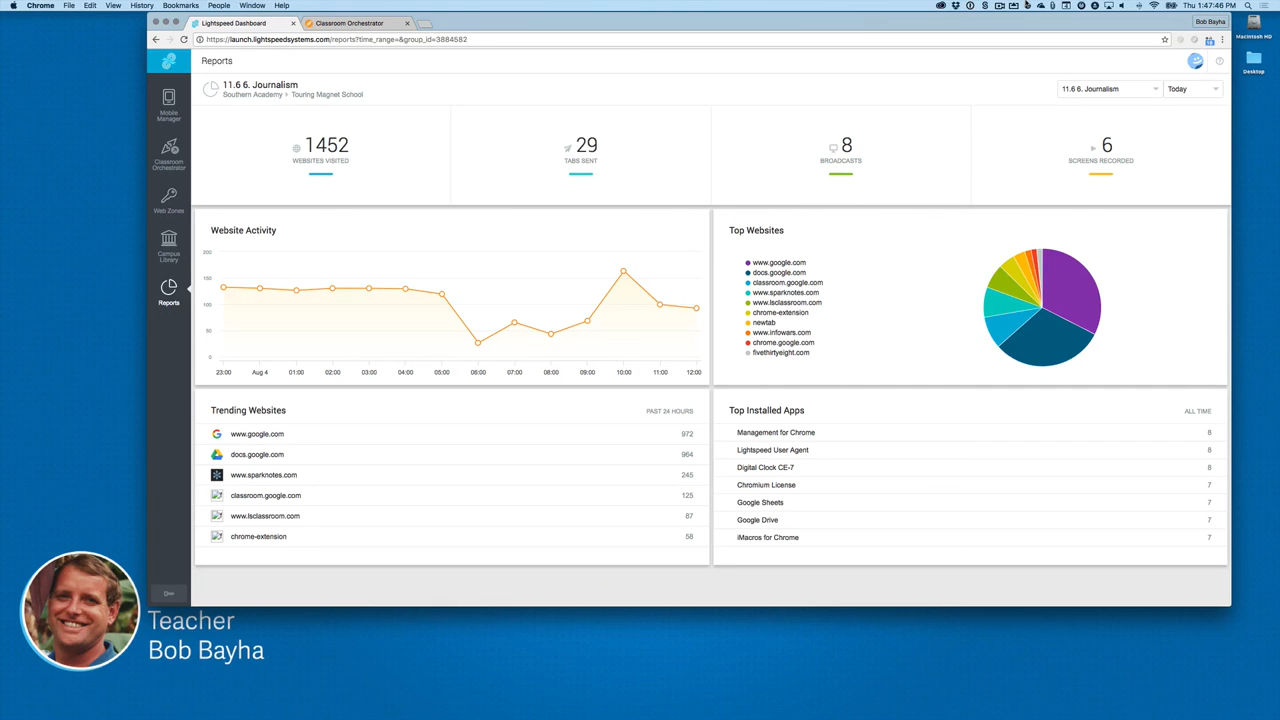 Chrome File Edit View History Bookmarks People Window Help
Thu 1:47:46 PM
Lightspeed Dashboard
Classroom Orchestrator
Bob Bayha
https://launch.lightspeedsystems.com/reports?time_range=&group_id=3884582
Macintosh HD
Desktop
Reports
11.6 6. Journalism
Southern Academy > Touring Magnet School
11.6 6. Journalism
Today
Mobile
Manager
Classroom
Orchestrator
Web Zones
Campus
Library
Reports
1452
WEBSITES VISITED
29
TABS SENT
8
BROADCASTS
6
SCREENS RECORDED
Website Activity
200
150
100
50
0
23:00 Aug 4 01:00 02:00 03:00 04:00 05:00 06:00 07:00 08:00 09:00 10:00 11:00 12:00
Top Websites
www.google.com
docs.google.com
classroom.google.com
www.sparknotes.com
www.lsclassroom.com
chrome-extension
newtab
www.infowars.com
chrome.google.com
fivethirtyeight.com
Trending Websites PAST 24 HOURS
www.google.com 972
docs.google.com 964
www.sparknotes.com 245
classroom.google.com 125
www.lsclassroom.com 87
chrome-extension 58
Top Installed Apps ALL TIME
Management for Chrome 8
Lightspeed User Agent 8
Digital Clock CE-7 8
Chromium License 7
Google Sheets 7
Google Drive 7
iMacros for Chrome 7
Teacher
Bob Bayha